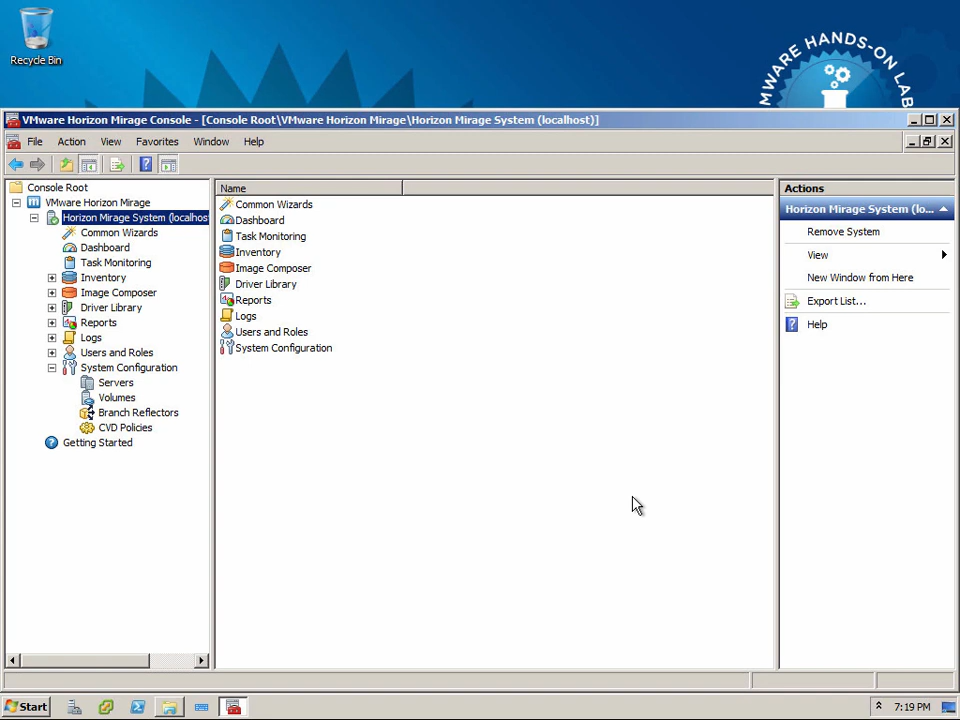 Recycle Bin
MWARE HANDS-ON LAB
VMware Horizon Mirage Console - [Console Root\VMware Horizon Mirage\Horizon Mirage System (localhost)]
File Action View Favorites Window Help
Console Root
VMware Horizon Mirage
Horizon Mirage System (localhos
Common Wizards
Dashboard
Task Monitoring
Inventory
Image Composer
Driver Library
Reports
Logs
Users and Roles
System Configuration
Servers
Volumes
Branch Reflectors
CVD Policies
Getting Started
Name
Common Wizards
Dashboard
Task Monitoring
Inventory
Image Composer
Driver Library
Reports
Logs
Users and Roles
System Configuration
Actions
Horizon Mirage System (lo...
Remove System
View
New Window from Here
Export List...
Help
Start
7:19 PM